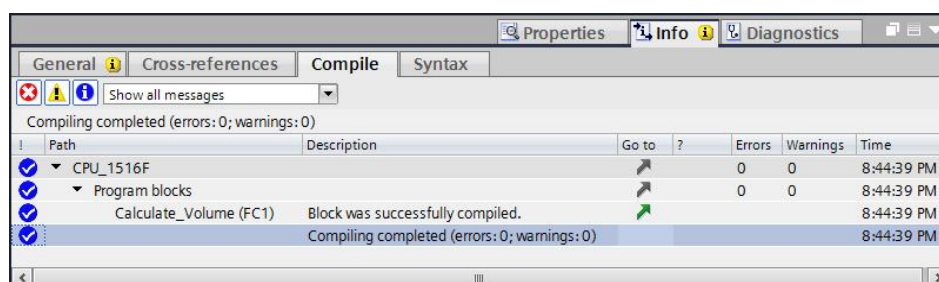 Properties Info Diagnostics
General Cross-references Compile Syntax
Show all messages
Compiling completed (errors: 0; warnings: 0)
! Path Description Go to ? Errors Warnings Time
CPU_1516F 0 0 8:44:39 PM
Program blocks 0 0 8:44:39 PM
Calculate_Volume (FC1) Block was successfully compiled. 8:44:39 PM
Compiling completed (errors: 0; warnings: 0) 8:44:39 PM